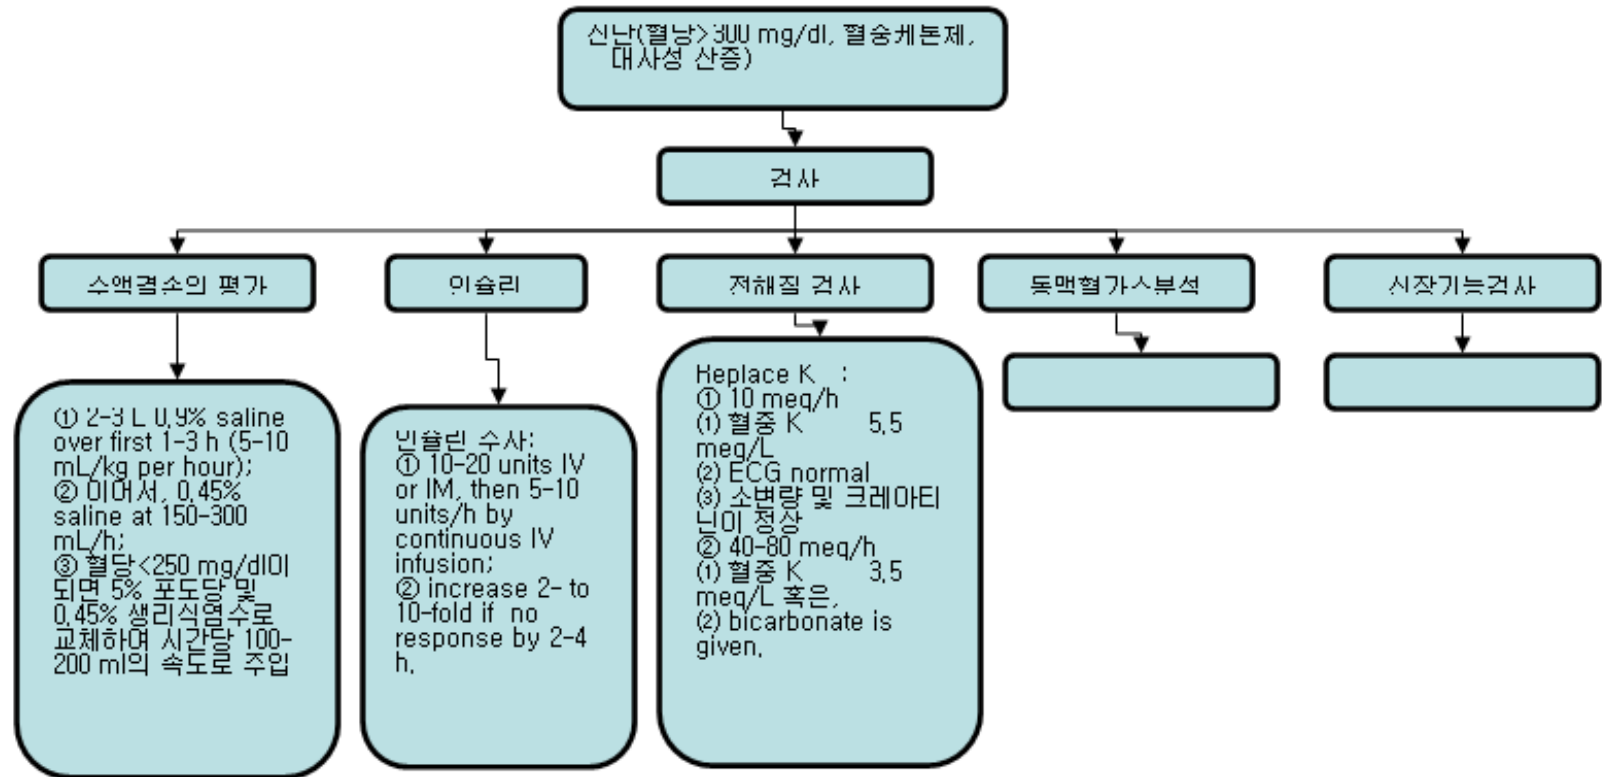 진단(혈당>300 mg/dl, 혈중케톤체,
대사성 산증)
검사
수액결손의 평가
인슐린
전해질 검사
동맥혈가스분석
신장기능검사
① 2-3 L 0.9% saline
over first 1-3 h (5-10
mL/kg per hour);
② 이어서, 0.45%
saline at 150-300
mL/h;
③ 혈당<250 mg/dl이
되면 5% 포도당 및
0.45% 생리식염수로
교체하여 시간당 100-
200 ml의 속도로 주입
인슐린 주사:
① 10-20 units IV
or IM, then 5-10
units/h by
continuous IV
infusion;
② increase 2- to
10-fold if no
response by 2-4
h.
Replace K :
① 10 meq/h
(1) 혈중 K 5.5
meq/L
(2) ECG normal
(3) 소변량 및 크레아티
닌이 정상
② 40-80 meq/h
(1) 혈중 K 3.5
meq/L 혹은,
(2) bicarbonate is
given.